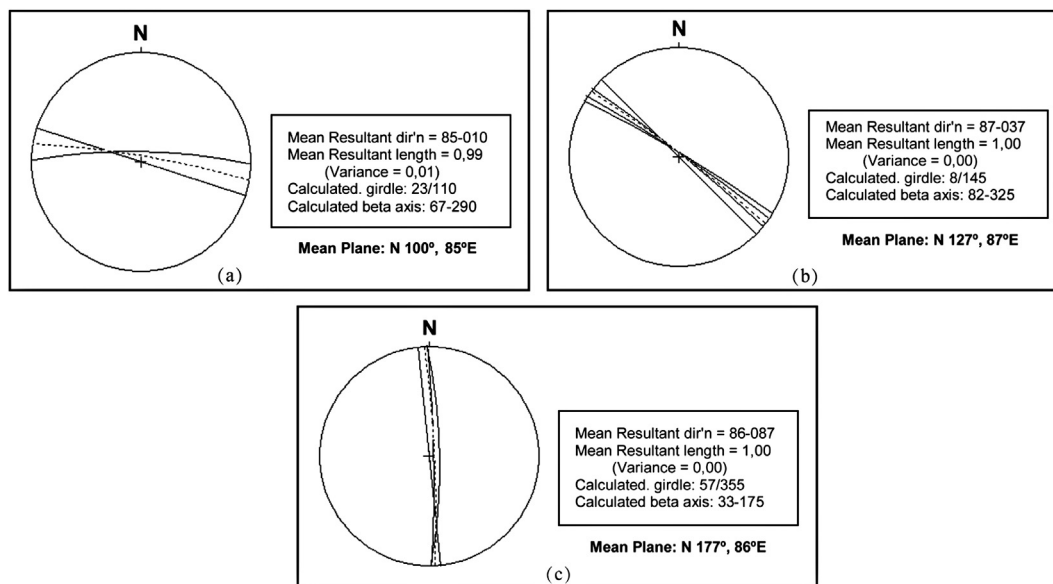 N
Mean Resultant dir'n = 85-010
Mean Resultant length = 0,99
(Variance = 0,01)
Calculated. girdle: 23/110
Calculated beta axis: 67-290
Mean Plane: N 100º, 85ºE
(a)
N
Mean Resultant dir'n = 87-037
Mean Resultant length = 1,00
(Variance = 0,00)
Calculated. girdle: 8/145
Calculated beta axis: 82-325
Mean Plane: N 127º, 87ºE
(b)
N
Mean Resultant dir'n = 86-087
Mean Resultant length = 1,00
(Variance = 0,00)
Calculated. girdle: 57/355
Calculated beta axis: 33-175
Mean Plane: N 177º, 86ºE
(c)